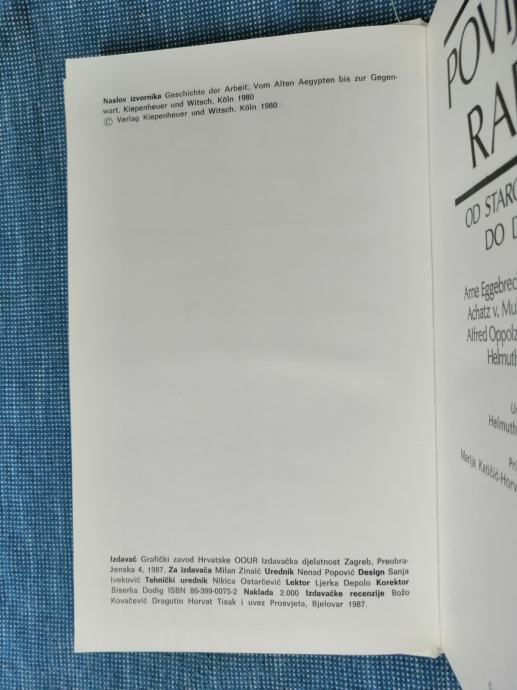 Naslov izvornika Geschichte der Arbeit. Vom Alten Aegypten bis zur Gegen-
wart. Kiepenheuer und Witsch, Köln 1980
© Verlag Kiepenheuer und Witsch, Köln 1980
Izdavač Grafički zavod Hrvatske OOUR Izdavačka djelatnost Zagreb, Preobra-
ženska 4, 1987. Za izdavača Milan Zinaić Urednik Nenad Popović Design Sanja
Iveković Tehnički urednik Nikica Ostarčević Lektor Ljerka Depolo Korektor
Biserka Dodig ISBN 86-399-0075-2 Naklada 2.000 Izdavačke recenzije Božo
Kovačević Dragutin Horvat Tisak i uvez Prosvjeta, Bjelovar 1987.
POVIJ
RA
OD STARO
DO D
Arne Eggebrec
Achatz v. Mu
Alfred Oppolz
Helmuth
U
Helmuth
Pri
Marija Katičić-Horv